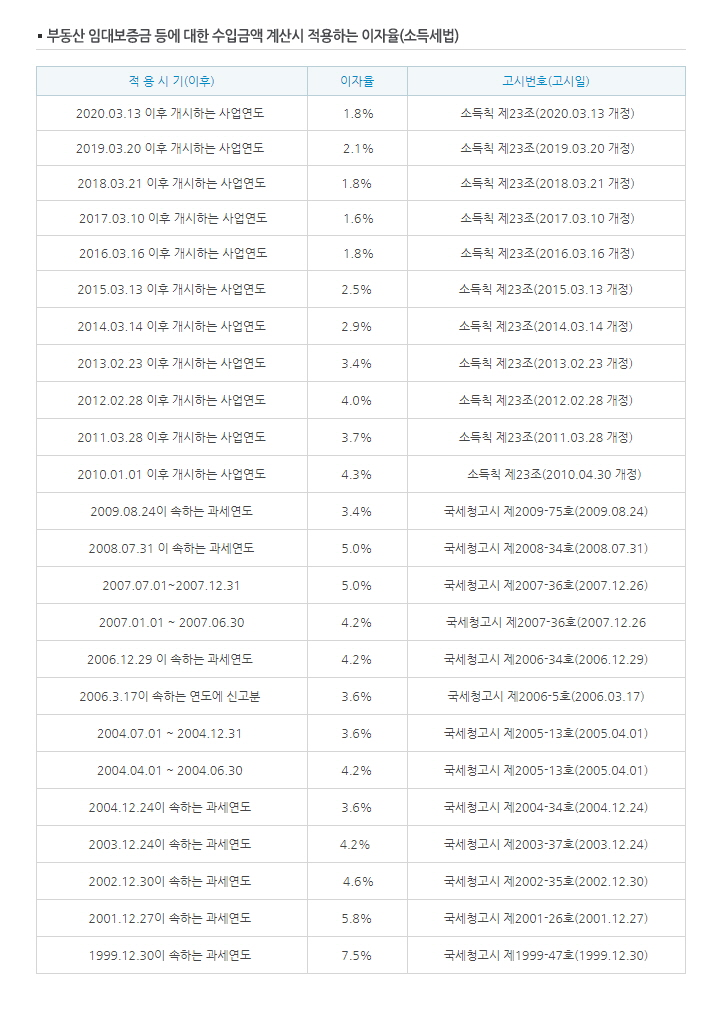 ▪ 부동산 임대보증금 등에 대한 수입금액 계산시 적용하는 이자율(소득세법)
적 용 시 기(이후) 이자율 고시번호(고시일)
2020.03.13 이후 개시하는 사업연도 1.8% 소득칙 제23조(2020.03.13 개정)
2019.03.20 이후 개시하는 사업연도 2.1% 소득칙 제23조(2019.03.20 개정)
2018.03.21 이후 개시하는 사업연도 1.8% 소득칙 제23조(2018.03.21 개정)
2017.03.10 이후 개시하는 사업연도 1.6% 소득칙 제23조(2017.03.10 개정)
2016.03.16 이후 개시하는 사업연도 1.8% 소득칙 제23조(2016.03.16 개정)
2015.03.13 이후 개시하는 사업연도 2.5% 소득칙 제23조(2015.03.13 개정)
2014.03.14 이후 개시하는 사업연도 2.9% 소득칙 제23조(2014.03.14 개정)
2013.02.23 이후 개시하는 사업연도 3.4% 소득칙 제23조(2013.02.23 개정)
2012.02.28 이후 개시하는 사업연도 4.0% 소득칙 제23조(2012.02.28 개정)
2011.03.28 이후 개시하는 사업연도 3.7% 소득칙 제23조(2011.03.28 개정)
2010.01.01 이후 개시하는 사업연도 4.3% 소득칙 제23조(2010.04.30 개정)
2009.08.24이 속하는 과세연도 3.4% 국세청고시 제2009-75호(2009.08.24)
2008.07.31 이 속하는 과세연도 5.0% 국세청고시 제2008-34호(2008.07.31)
2007.07.01~2007.12.31 5.0% 국세청고시 제2007-36호(2007.12.26)
2007.01.01 ~ 2007.06.30 4.2% 국세청고시 제2007-36호(2007.12.26
2006.12.29 이 속하는 과세연도 4.2% 국세청고시 제2006-34호(2006.12.29)
2006.3.17이 속하는 연도에 신고분 3.6% 국세청고시 제2006-5호(2006.03.17)
2004.07.01 ~ 2004.12.31 3.6% 국세청고시 제2005-13호(2005.04.01)
2004.04.01 ~ 2004.06.30 4.2% 국세청고시 제2005-13호(2005.04.01)
2004.12.24이 속하는 과세연도 3.6% 국세청고시 제2004-34호(2004.12.24)
2003.12.24이 속하는 과세연도 4.2% 국세청고시 제2003-37호(2003.12.24)
2002.12.30이 속하는 과세연도 4.6% 국세청고시 제2002-35호(2002.12.30)
2001.12.27이 속하는 과세연도 5.8% 국세청고시 제2001-26호(2001.12.27)
1999.12.30이 속하는 과세연도 7.5% 국세청고시 제1999-47호(1999.12.30)